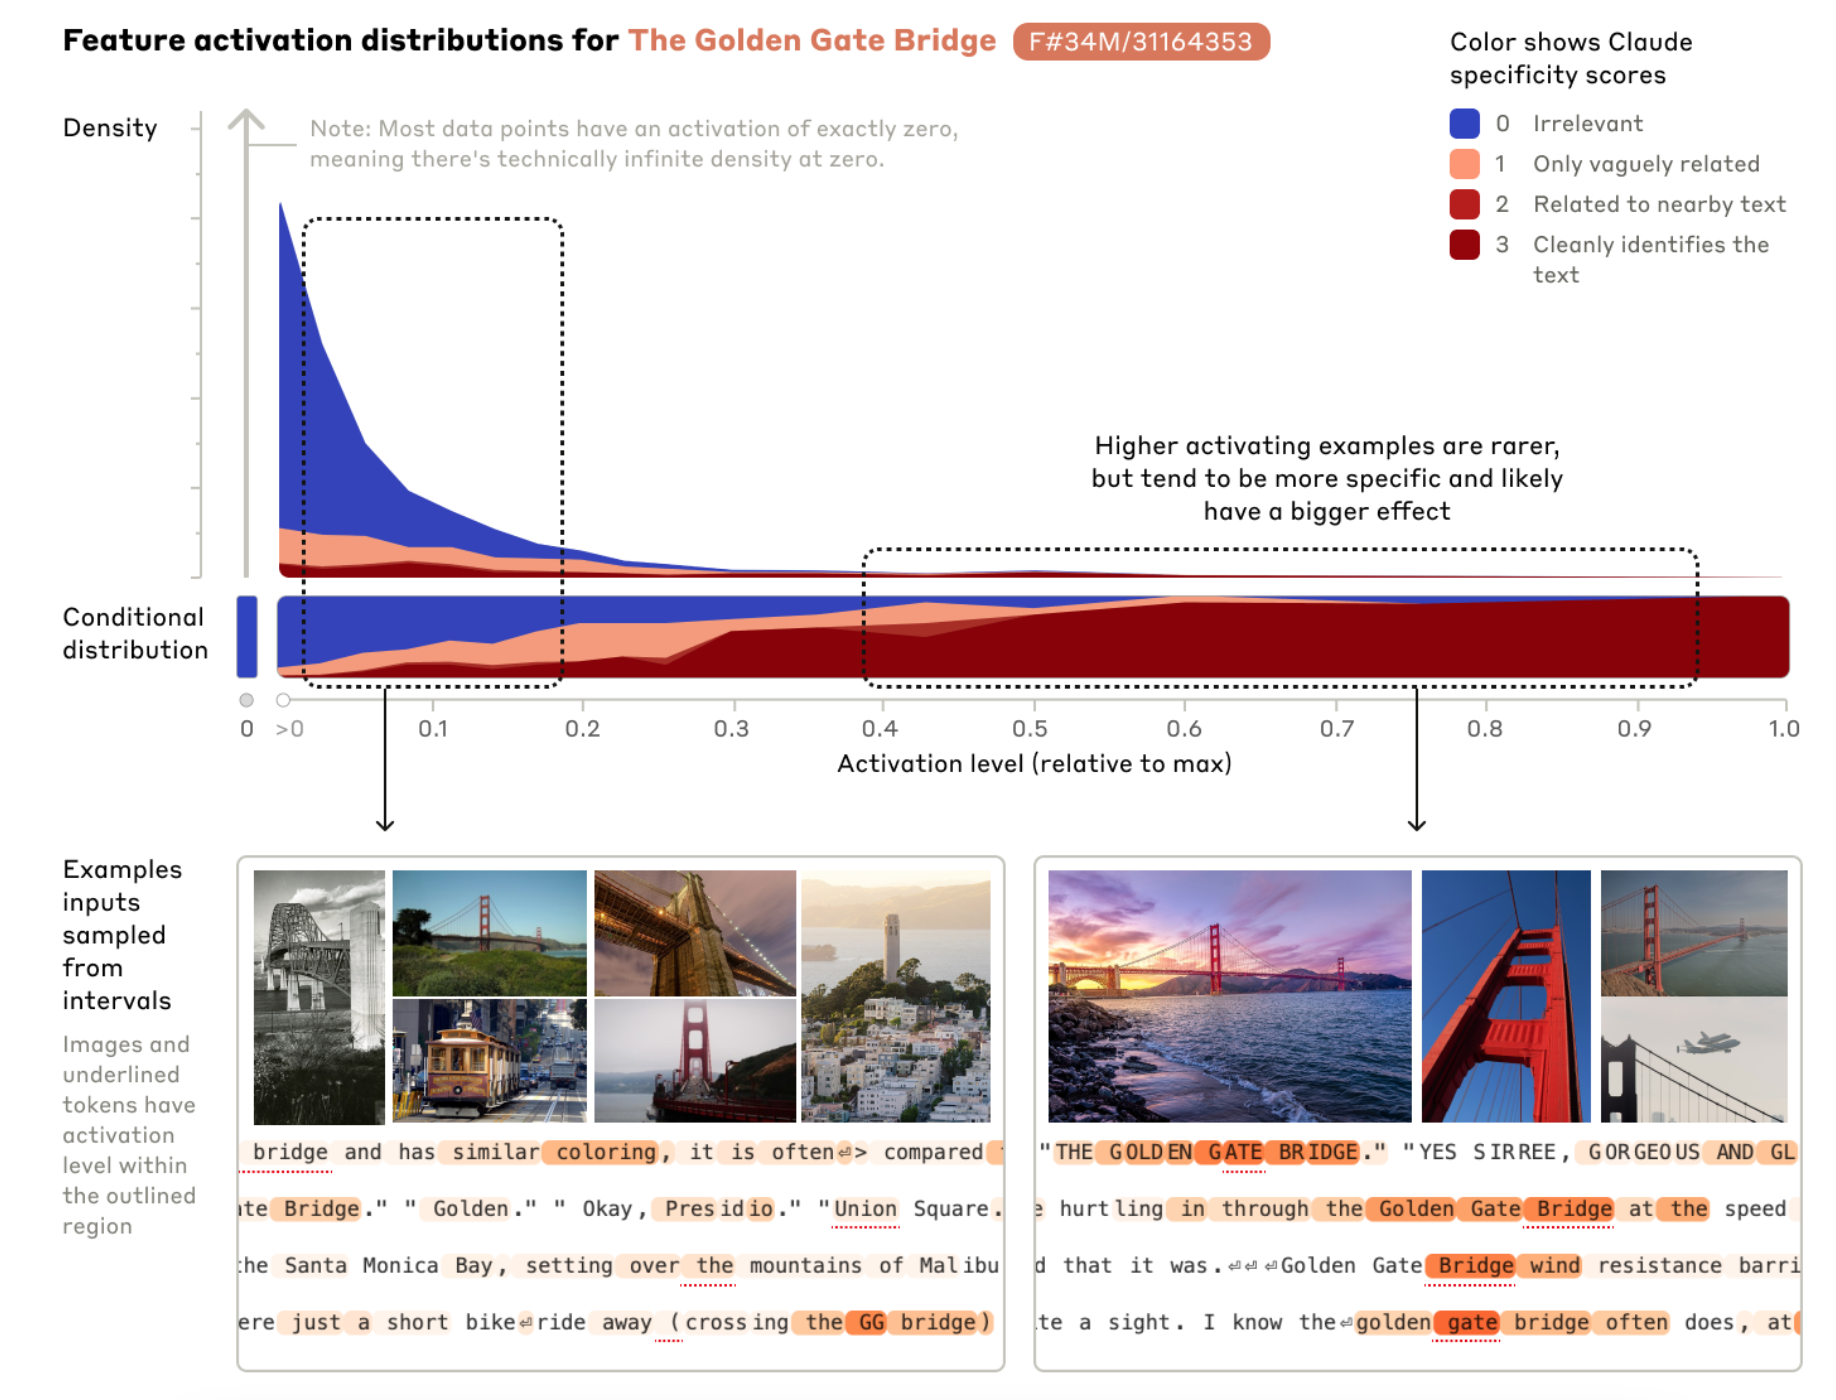 Feature activation distributions for The Golden Gate Bridge F#34M/31164353
Color shows Claude
specificity scores
0 Irrelevant
1 Only vaguely related
2 Related to nearby text
3 Cleanly identifies the
text
Density
Note: Most data points have an activation of exactly zero,
meaning there's technically infinite density at zero.
Higher activating examples are rarer,
but tend to be more specific and likely
have a bigger effect
Conditional
distribution
0 >0 0.1 0.2 0.3 0.4 0.5 0.6 0.7 0.8 0.9 1.0
Activation level (relative to max)
Examples
inputs
sampled
from
intervals
Images and
underlined
tokens have
activation
level within
the outlined
region
bridge and has similar coloring, it is often⏎> compared
te Bridge." " Golden." " Okay, Presidio." "Union Square.
he Santa Monica Bay, setting over the mountains of Malibu
ere just a short bike⏎ride away (crossing the GG bridge)
"THE GOLDEN GATE BRIDGE." "YES SIRREE, GORGEOUS AND GL
e hurtling in through the Golden Gate Bridge at the speed
d that it was.⏎⏎⏎Golden Gate Bridge wind resistance barri
te a sight. I know the⏎golden gate bridge often does, at